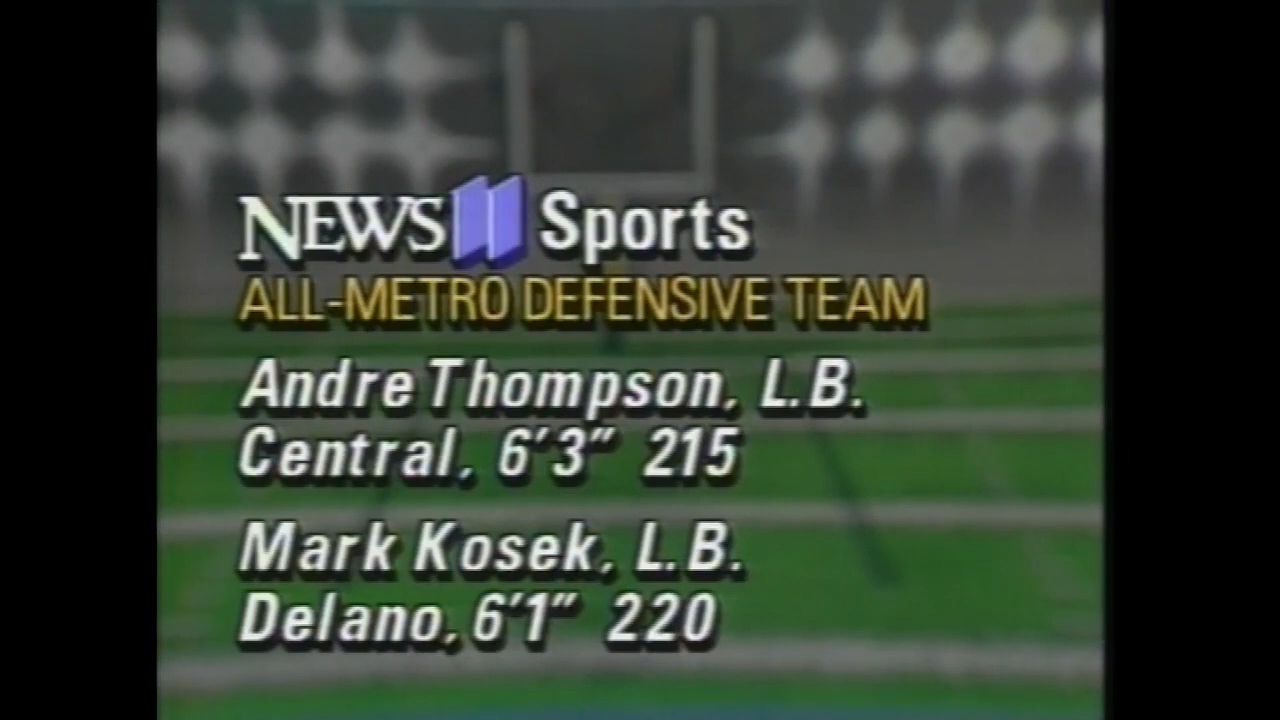 NEWS 11 Sports
ALL-METRO DEFENSIVE TEAM
Andre Thompson, L.B.
Central, 6'3" 215
Mark Kosek, L.B.
Delano, 6'1" 220